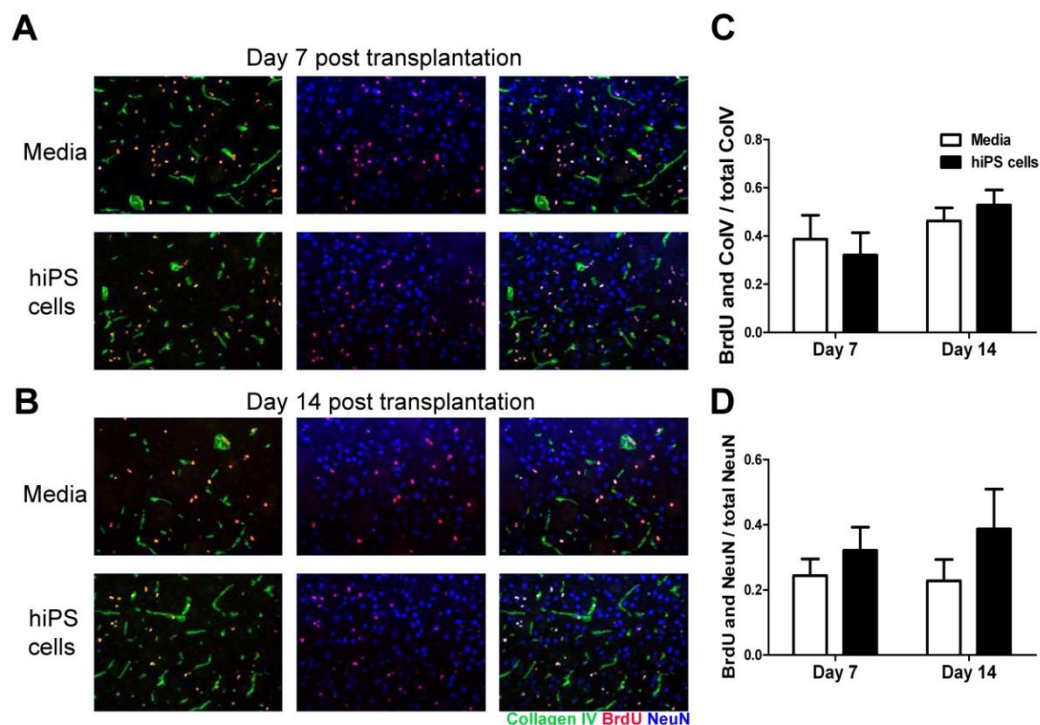 A
Day 7 post transplantation
Media
hiPS
cells
B
Day 14 post transplantation
Media
hiPS
cells
Collagen IV BrdU NeuN
C
BrdU and ColV / total ColV
0.8
0.6
0.4
0.2
0.0
Media
hiPS cells
Day 7
Day 14
D
BrdU and NeuN / total NeuN
0.6
0.4
0.2
0.0
Day 7
Day 14